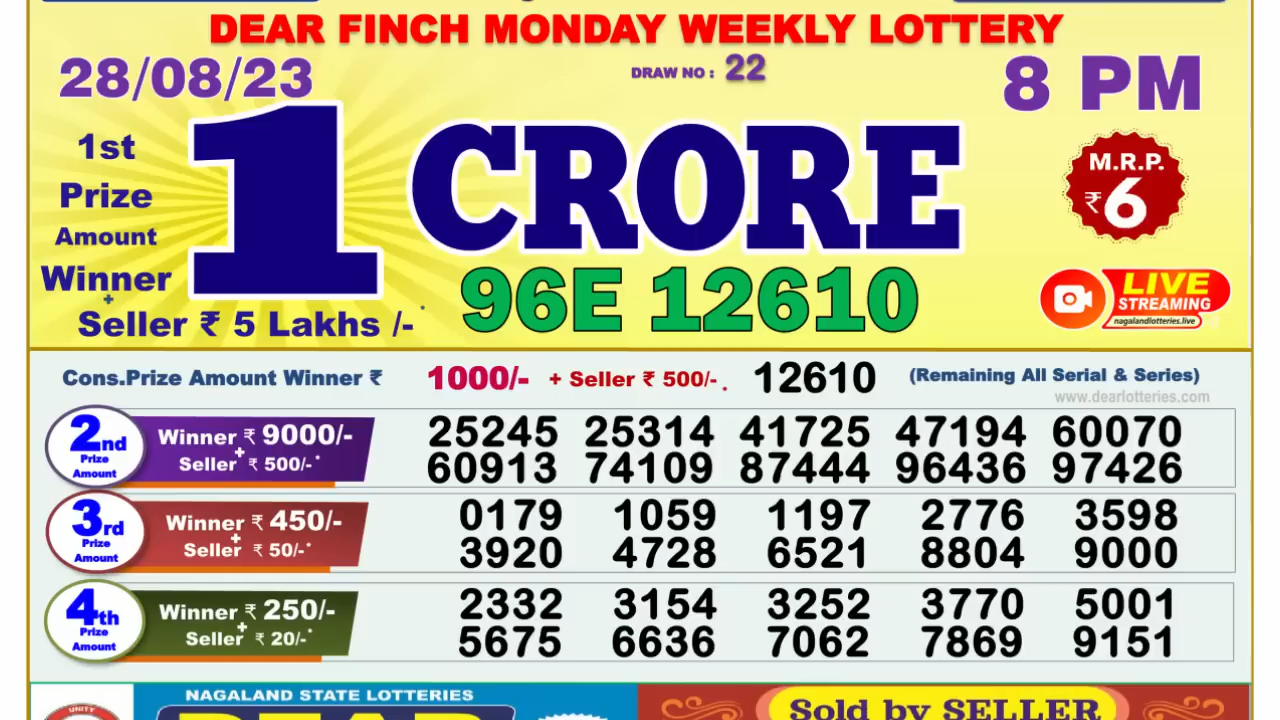 DEAR FINCH MONDAY WEEKLY LOTTERY
28/08/23
DRAW NO : 22
8 PM
1st
Prize
Amount
Winner
+
Seller ₹ 5 Lakhs /-
1 CRORE
96E 12610
M.R.P.
₹6
LIVE
STREAMING
nagalandlotteries.live
Cons.Prize Amount Winner ₹ 1000/- + Seller ₹ 500/- . 12610 (Remaining All Serial & Series)
www.dearlotteries.com
2nd Prize Amount
Winner ₹ 9000/-
+
Seller ₹ 500/-*
25245 25314 41725 47194 60070
60913 74109 87444 96436 97426
3rd Prize Amount
Winner ₹ 450/-
+
Seller ₹ 50/-*
0179 1059 1197 2776 3598
3920 4728 6521 8804 9000
4th Prize Amount
Winner ₹ 250/-
+
Seller ₹ 20/-*
2332 3154 3252 3770 5001
5675 6636 7062 7869 9151
UNITY
NAGALAND STATE LOTTERIES
DEAR
Sold by SELLER